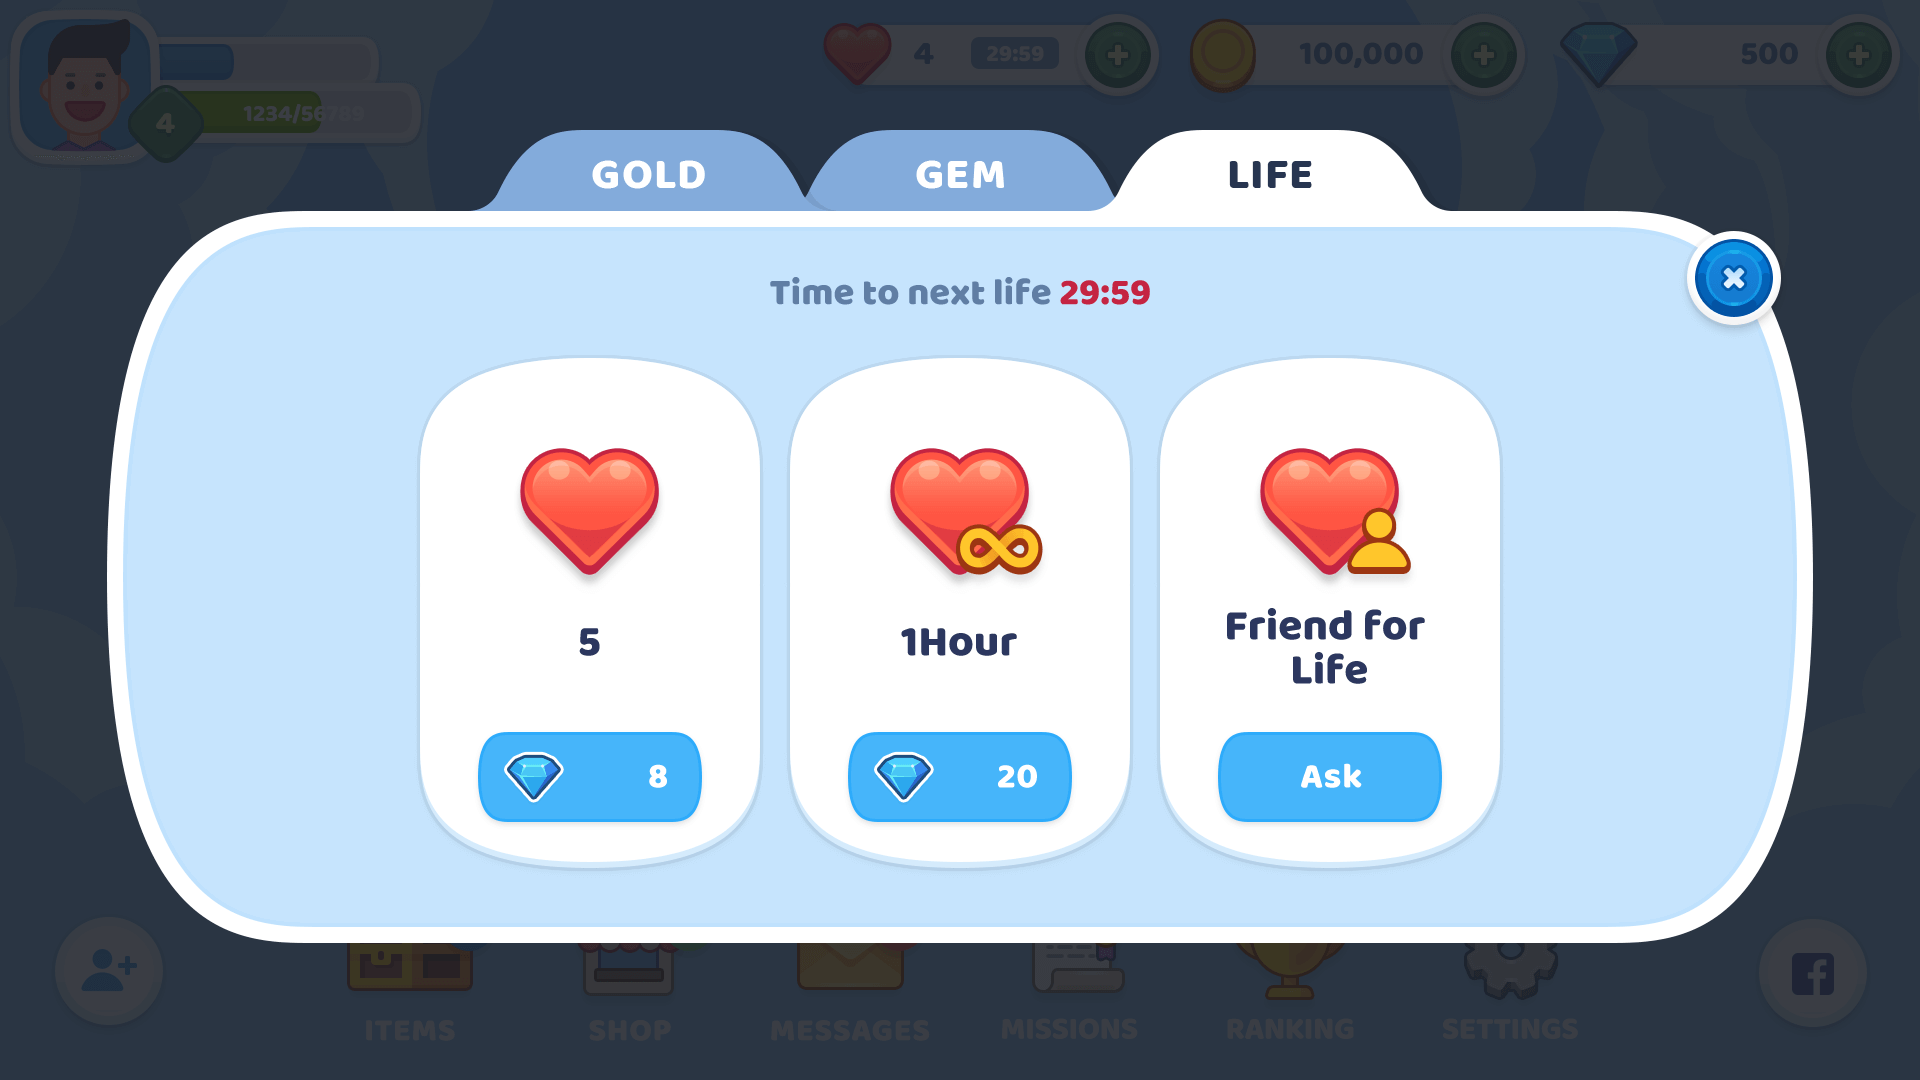 4
29:59
100,000
500
1234/56789
4
GOLD
GEM
LIFE
Time to next life 29:59
5
1Hour
Friend for
Life
8
20
Ask
ITEMS
SHOP
MESSAGES
MISSIONS
RANKING
SETTINGS